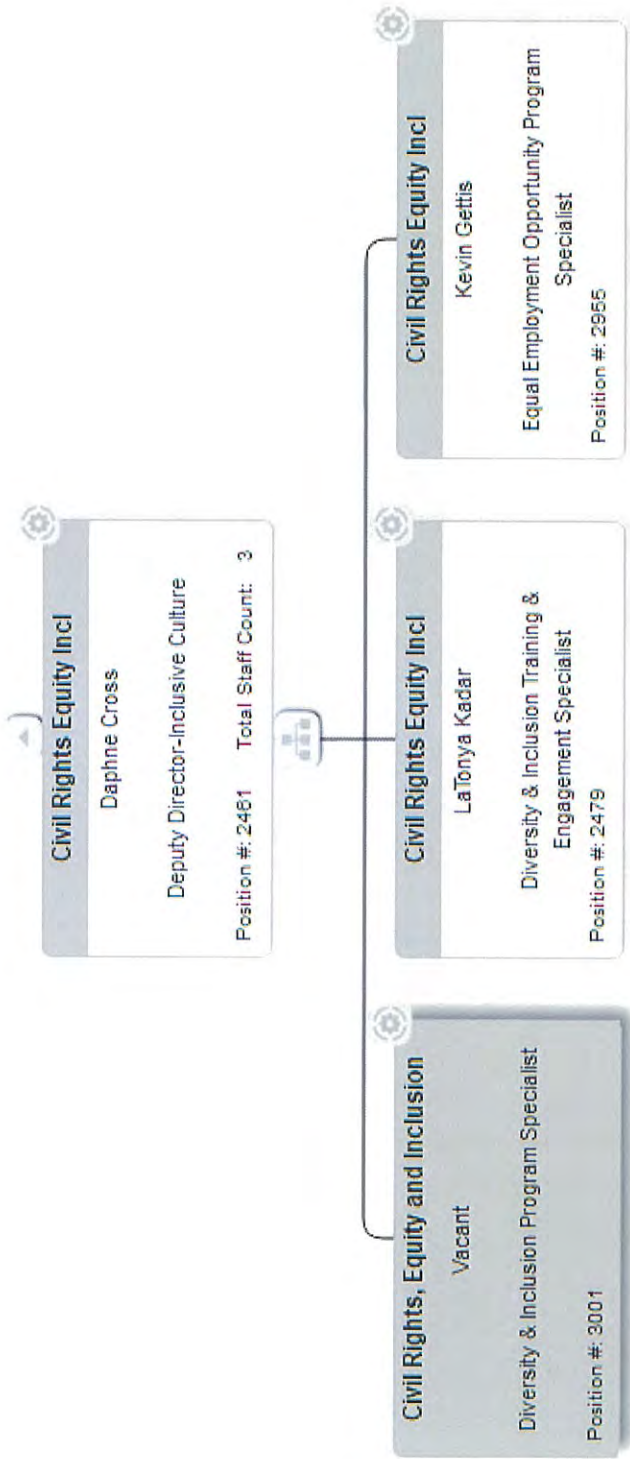 Civil Rights Equity Incl
Daphne Cross
Deputy Director-Inclusive Culture
Position #: 2481 Total Staff Count: 3
Civil Rights, Equity and Inclusion
Vacant
Diversity & Inclusion Program Specialist
Position #: 3001
Civil Rights Equity Incl
LaTonya Kadar
Diversity & Inclusion Training &
Engagement Specialist
Position #: 2479
Civil Rights Equity Incl
Kevin Gettis
Equal Employment Opportunity Program
Specialist
Position #: 2955